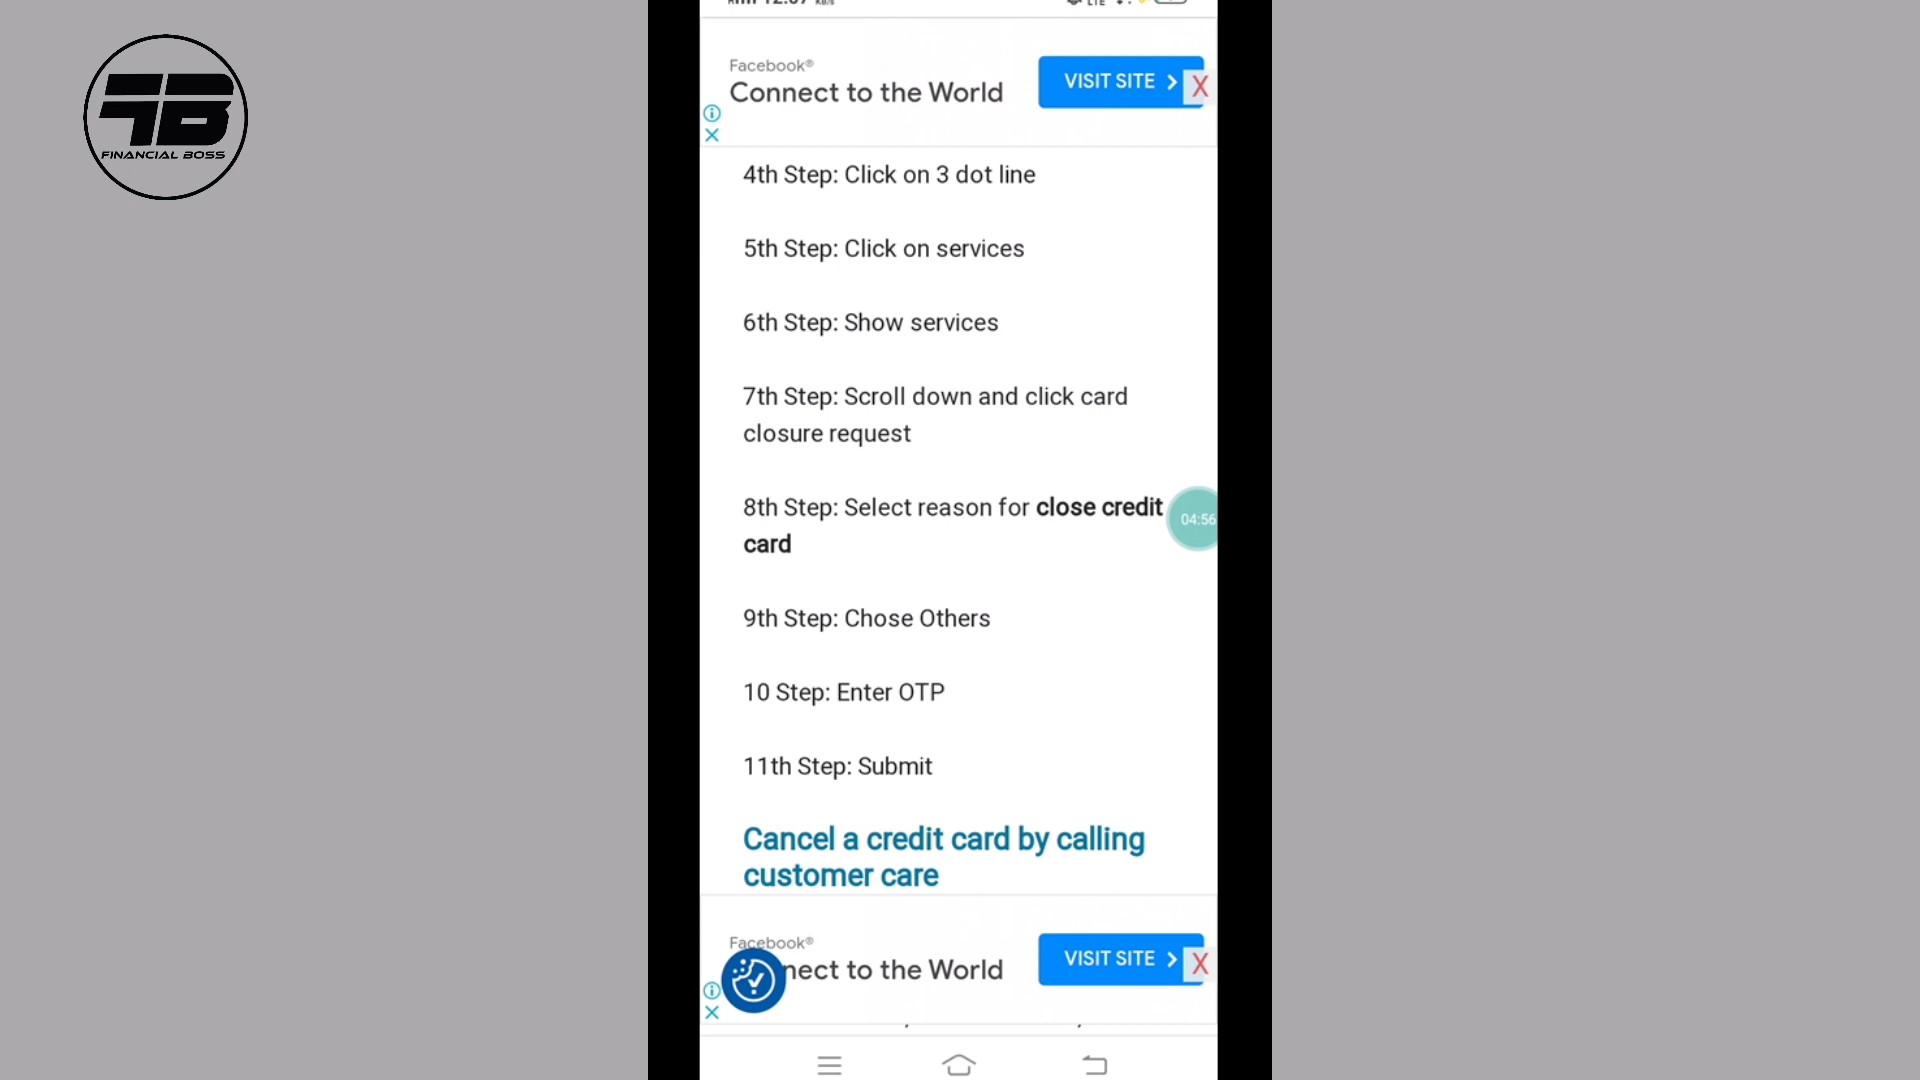 FINANCIAL BOSS
LTE
Facebook®
Connect to the World
VISIT SITE
X
4th Step: Click on 3 dot line
5th Step: Click on services
6th Step: Show services
7th Step: Scroll down and click card
closure request
8th Step: Select reason for close credit
card
04:56
9th Step: Chose Others
10 Step: Enter OTP
11th Step: Submit
Cancel a credit card by calling
customer care
Facebook®
nect to the World
VISIT SITE
X